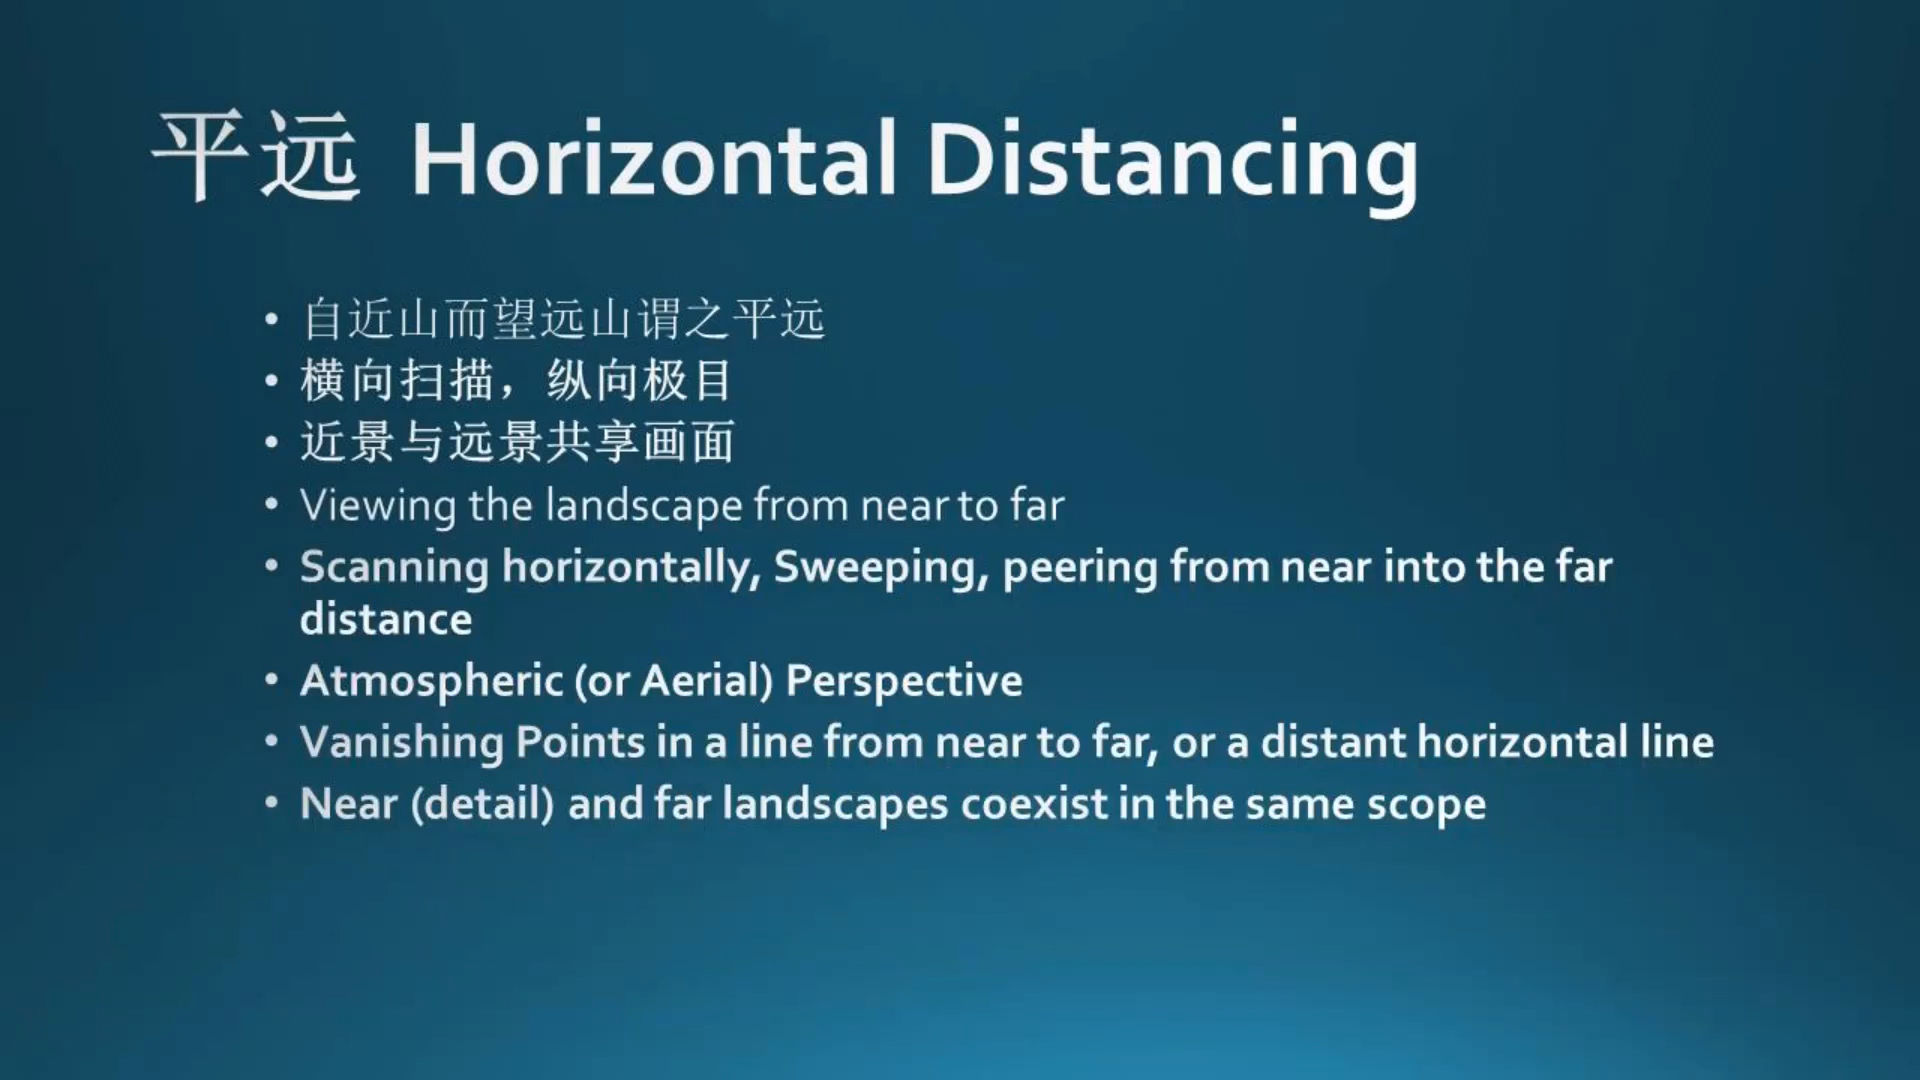 平远 Horizontal Distancing
• 自近山而望远山谓之平远
• 横向扫描，纵向极目
• 近景与远景共享画面
• Viewing the landscape from near to far
• Scanning horizontally, Sweeping, peering from near into the far
distance
• Atmospheric (or Aerial) Perspective
• Vanishing Points in a line from near to far, or a distant horizontal line
• Near (detail) and far landscapes coexist in the same scope